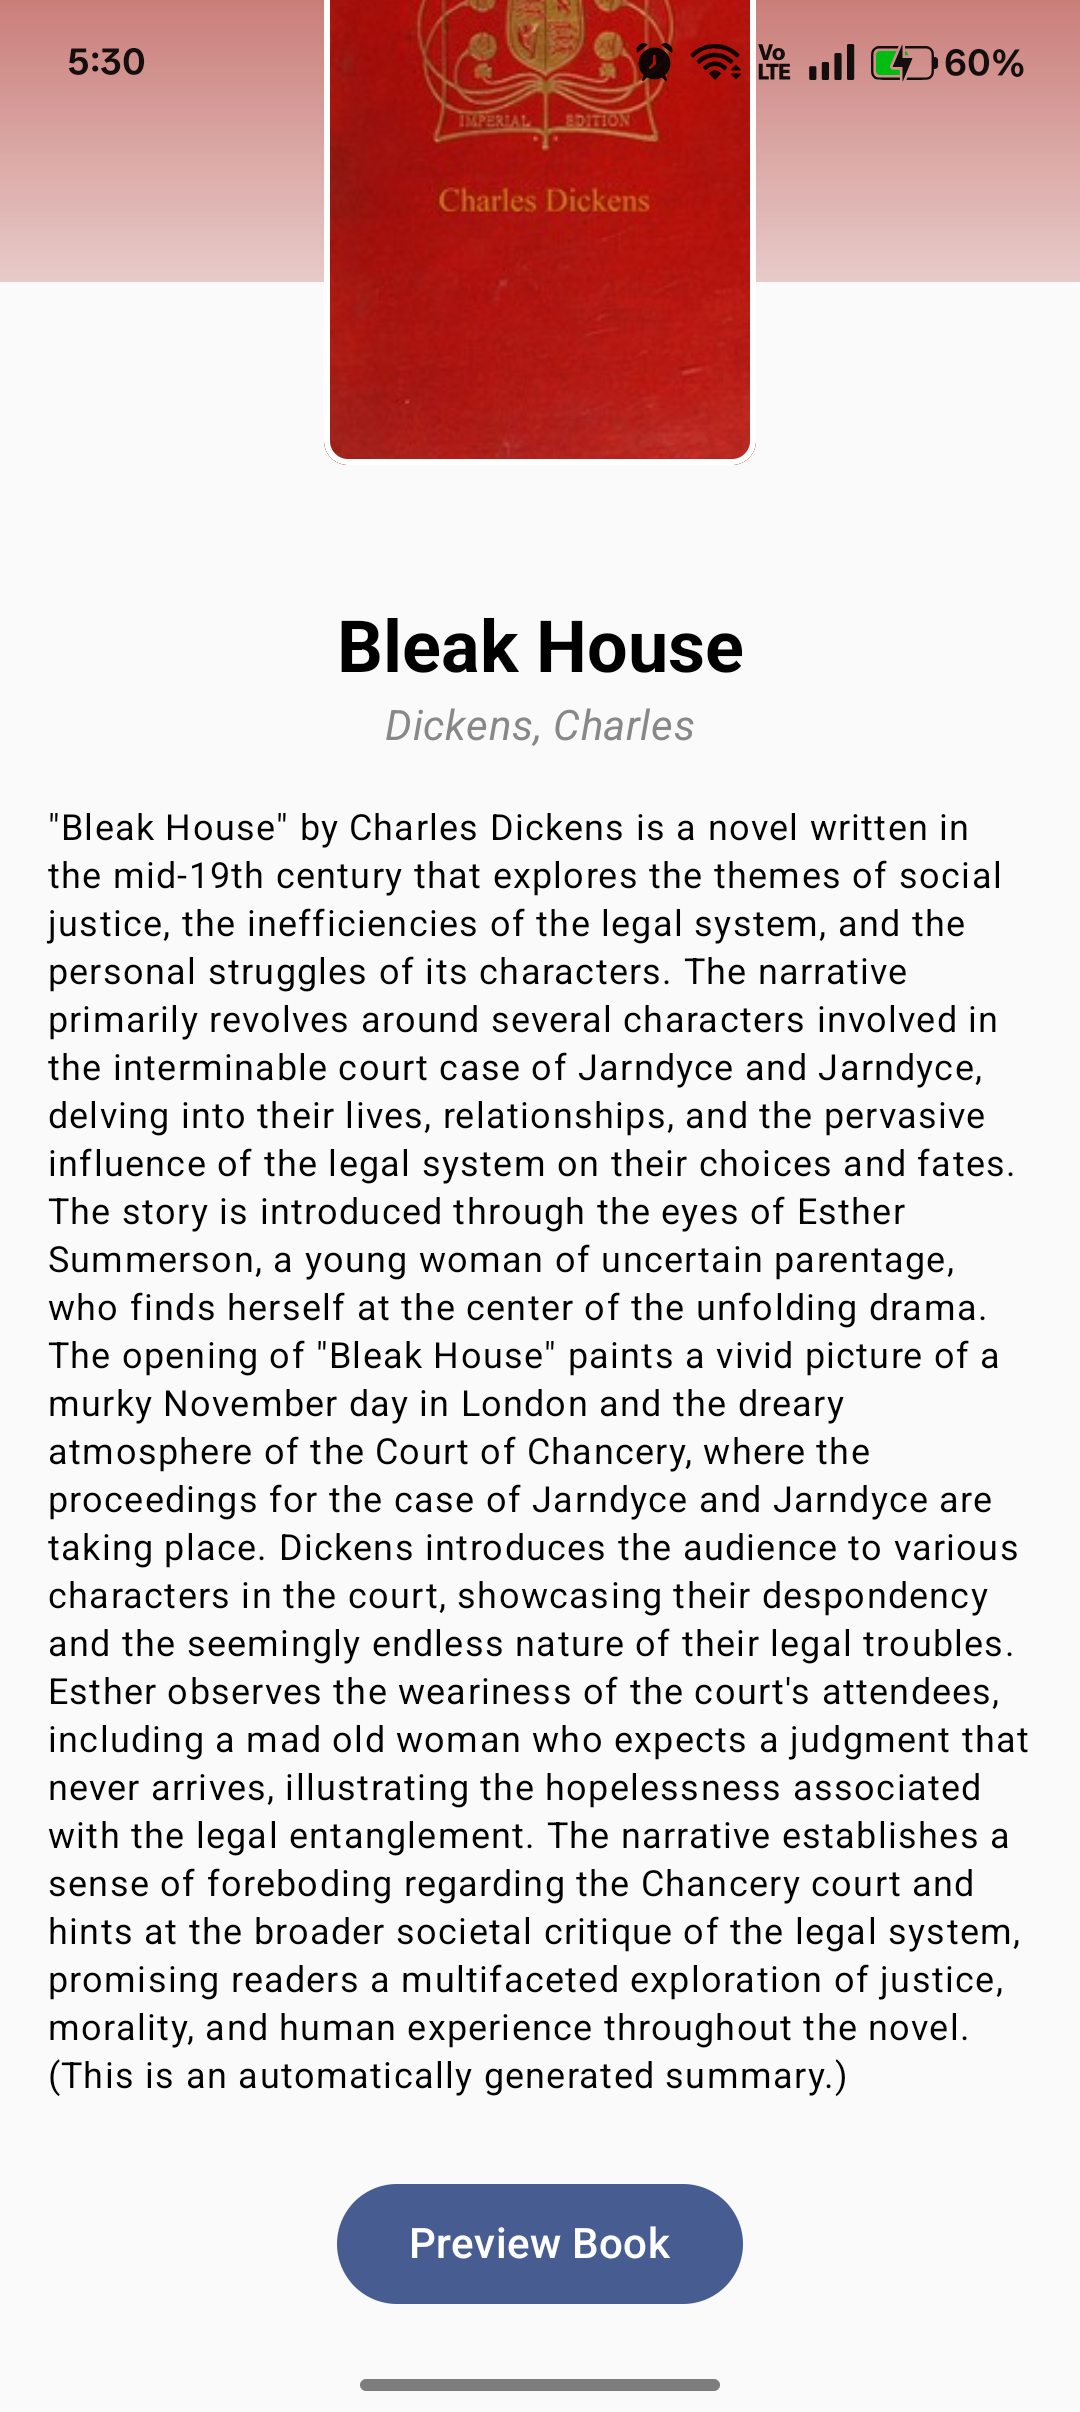 5:30
Vo
LTE
60%
IMPERIAL EDITION
Charles Dickens
Bleak House
Dickens, Charles
"Bleak House" by Charles Dickens is a novel written in
the mid-19th century that explores the themes of social
justice, the inefficiencies of the legal system, and the
personal struggles of its characters. The narrative
primarily revolves around several characters involved in
the interminable court case of Jarndyce and Jarndyce,
delving into their lives, relationships, and the pervasive
influence of the legal system on their choices and fates.
The story is introduced through the eyes of Esther
Summerson, a young woman of uncertain parentage,
who finds herself at the center of the unfolding drama.
The opening of "Bleak House" paints a vivid picture of a
murky November day in London and the dreary
atmosphere of the Court of Chancery, where the
proceedings for the case of Jarndyce and Jarndyce are
taking place. Dickens introduces the audience to various
characters in the court, showcasing their despondency
and the seemingly endless nature of their legal troubles.
Esther observes the weariness of the court's attendees,
including a mad old woman who expects a judgment that
never arrives, illustrating the hopelessness associated
with the legal entanglement. The narrative establishes a
sense of foreboding regarding the Chancery court and
hints at the broader societal critique of the legal system,
promising readers a multifaceted exploration of justice,
morality, and human experience throughout the novel.
(This is an automatically generated summary.)
Preview Book